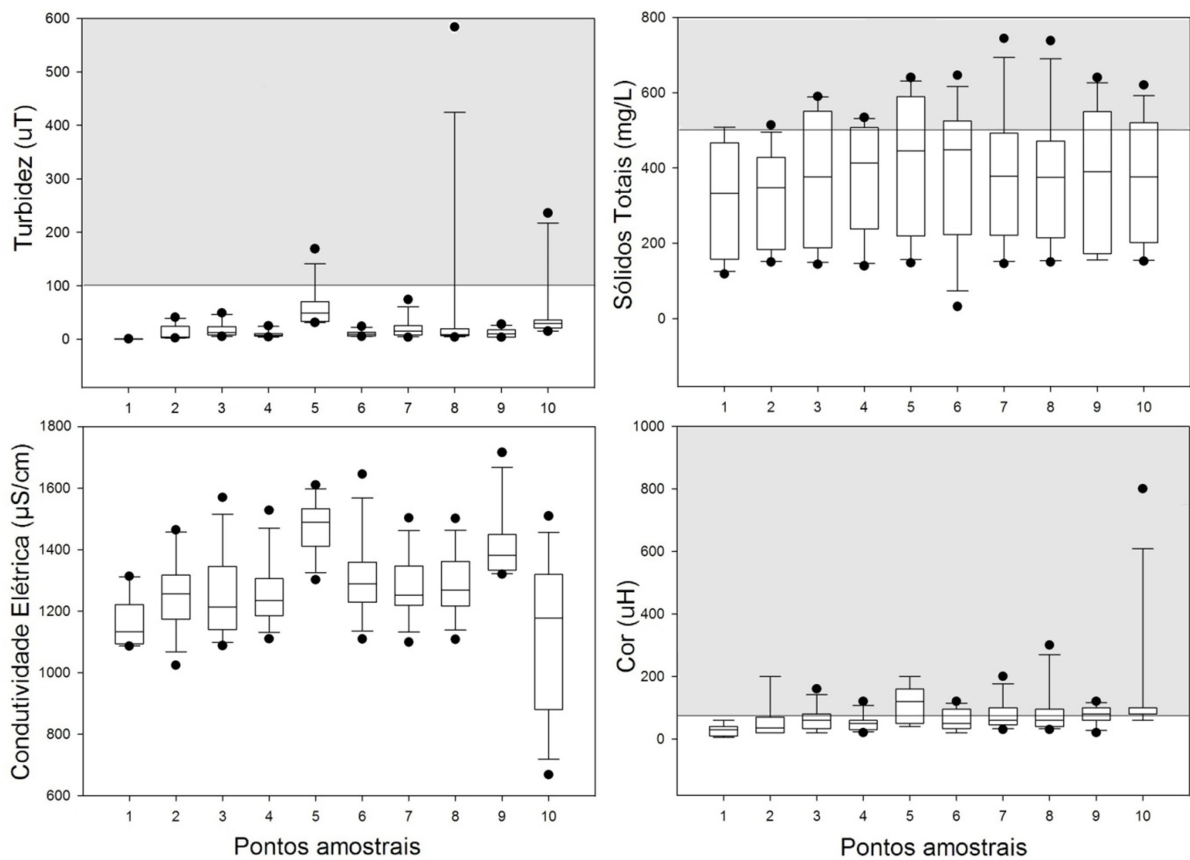 Turbidez (uT)
600
500
400
300
200
100
0
1 2 3 4 5 6 7 8 9 10
Sólidos Totais (mg/L)
800
600
400
200
0
1 2 3 4 5 6 7 8 9 10
Condutividade Elétrica (µS/cm)
1800
1600
1400
1200
1000
800
600
1 2 3 4 5 6 7 8 9 10
Pontos amostrais
Cor (uH)
1000
800
600
400
200
0
1 2 3 4 5 6 7 8 9 10
Pontos amostrais